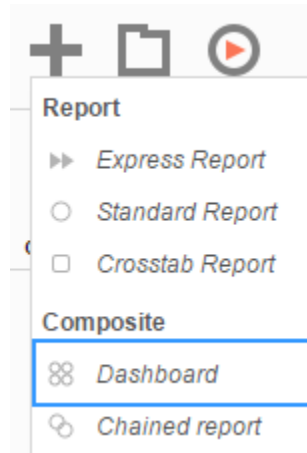 Report
Express Report
Standard Report
Crosstab Report
Composite
Dashboard
Chained report